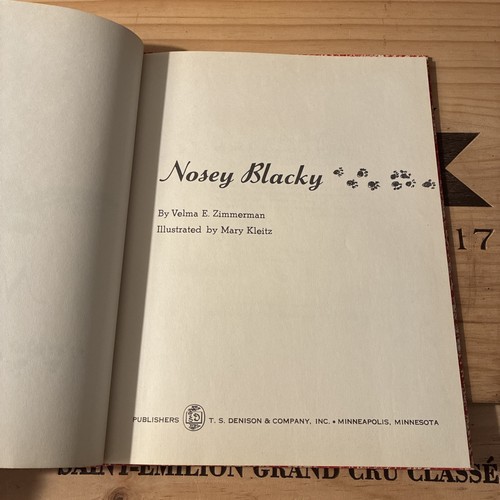 Nosey Blacky
By Velma E. Zimmerman
Illustrated by Mary Kleitz
17
PUBLISHERS T. S. DENISON & COMPANY, INC. • MINNEAPOLIS, MINNESOTA
SAINT-EMILION GRAND CRU CLASSÉ